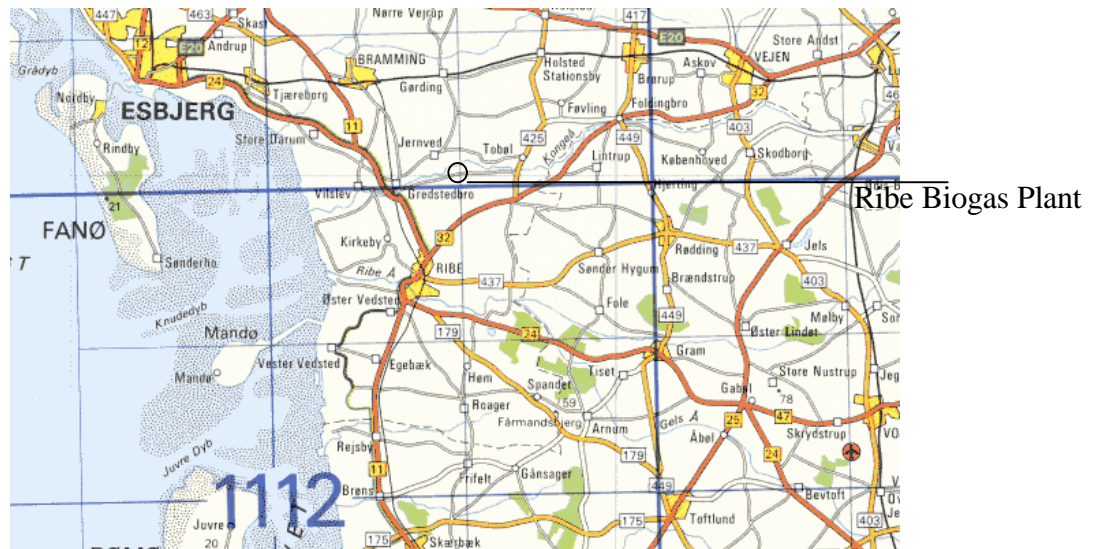 447
463
Skast
Nørre Vejrup
417
E20
Store Andst
12
E20
Andrup
VEJEN
Grådyb
24
BRAMMING
Holsted
Stationsby
Askov
Nordby
Tjæreborg
Gørding
Brørup
32
ESBJERG
Føvling
Foldingbro
11
Store Darum
Jernved
Tobøl
425
Kongeå
449
403
Rindby
Lintrup
Københoved
Skodborg
Vilslev
Gredstedbro
Hjerting
Ribe Biogas Plant
21
FANØ
32
Kirkeby
Rødding
437
Jels
Sønderho
Ribe Å
RIBE
437
Sønder Hygum
Brændstrup
403
Øster Vedsted
Fole
Knudedyb
449
Mølby
Mandø
179
24
Øster Lindet
Vester Vedsted
Egebæk
Gram
Mandø
Høm
Tiset
Store Nustrup
Spandet
Gabøl
78
Roager
59
Fårmandsbjerg
Arnum
Gels Å
25
47
Skrydstrup
Åbøl
Juvre Dyb
Rejsby
179
24
11
Frifelt
Gånsager
1112
Brøns
449
Bevtoft
Juvre
175
Toftlund
403
20
175
Skærbæk